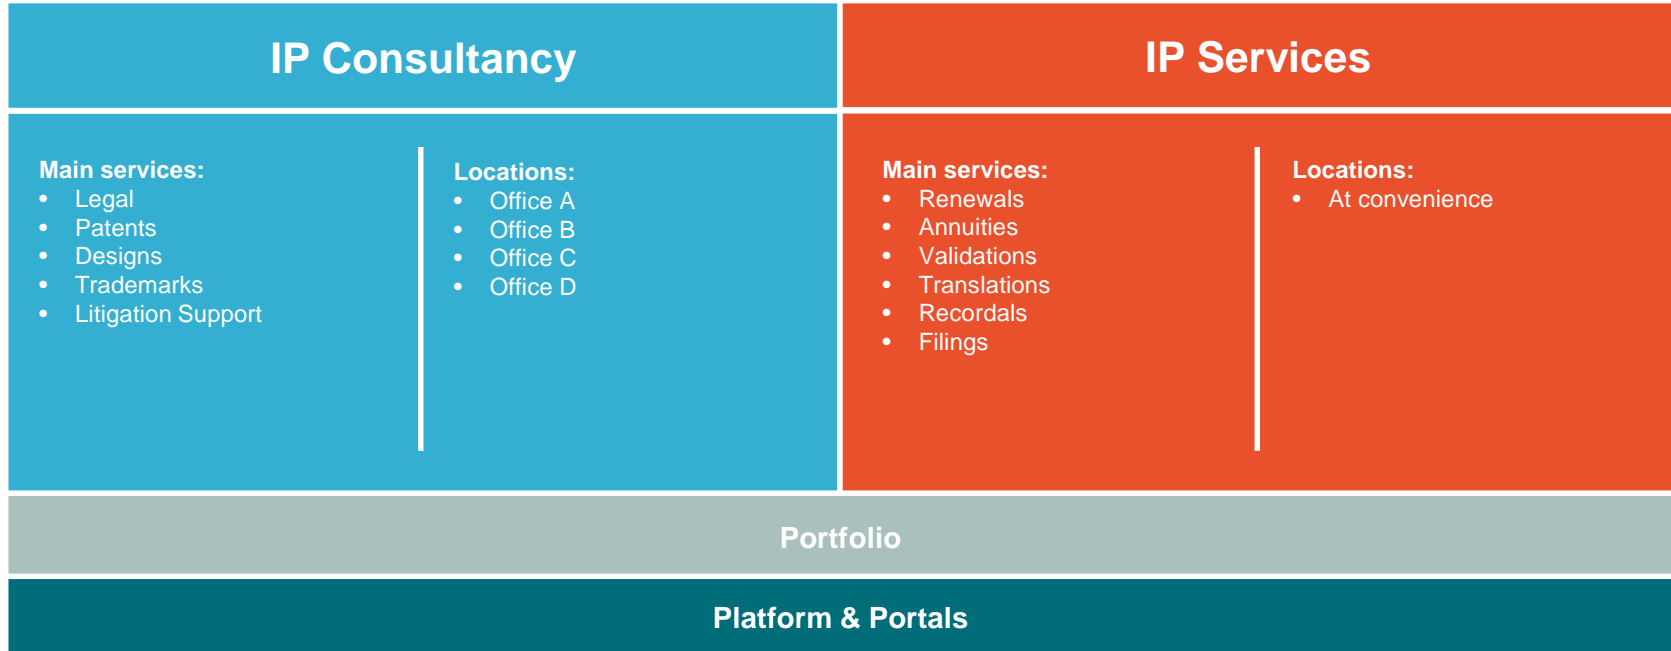 IP Consultancy
IP Services
Main services:
• Legal
• Patents
• Designs
• Trademarks
• Litigation Support
Locations:
• Office A
• Office B
• Office C
• Office D
Main services:
• Renewals
• Annuities
• Validations
• Translations
• Recordals
• Filings
Locations:
• At convenience
Portfolio
Platform & Portals